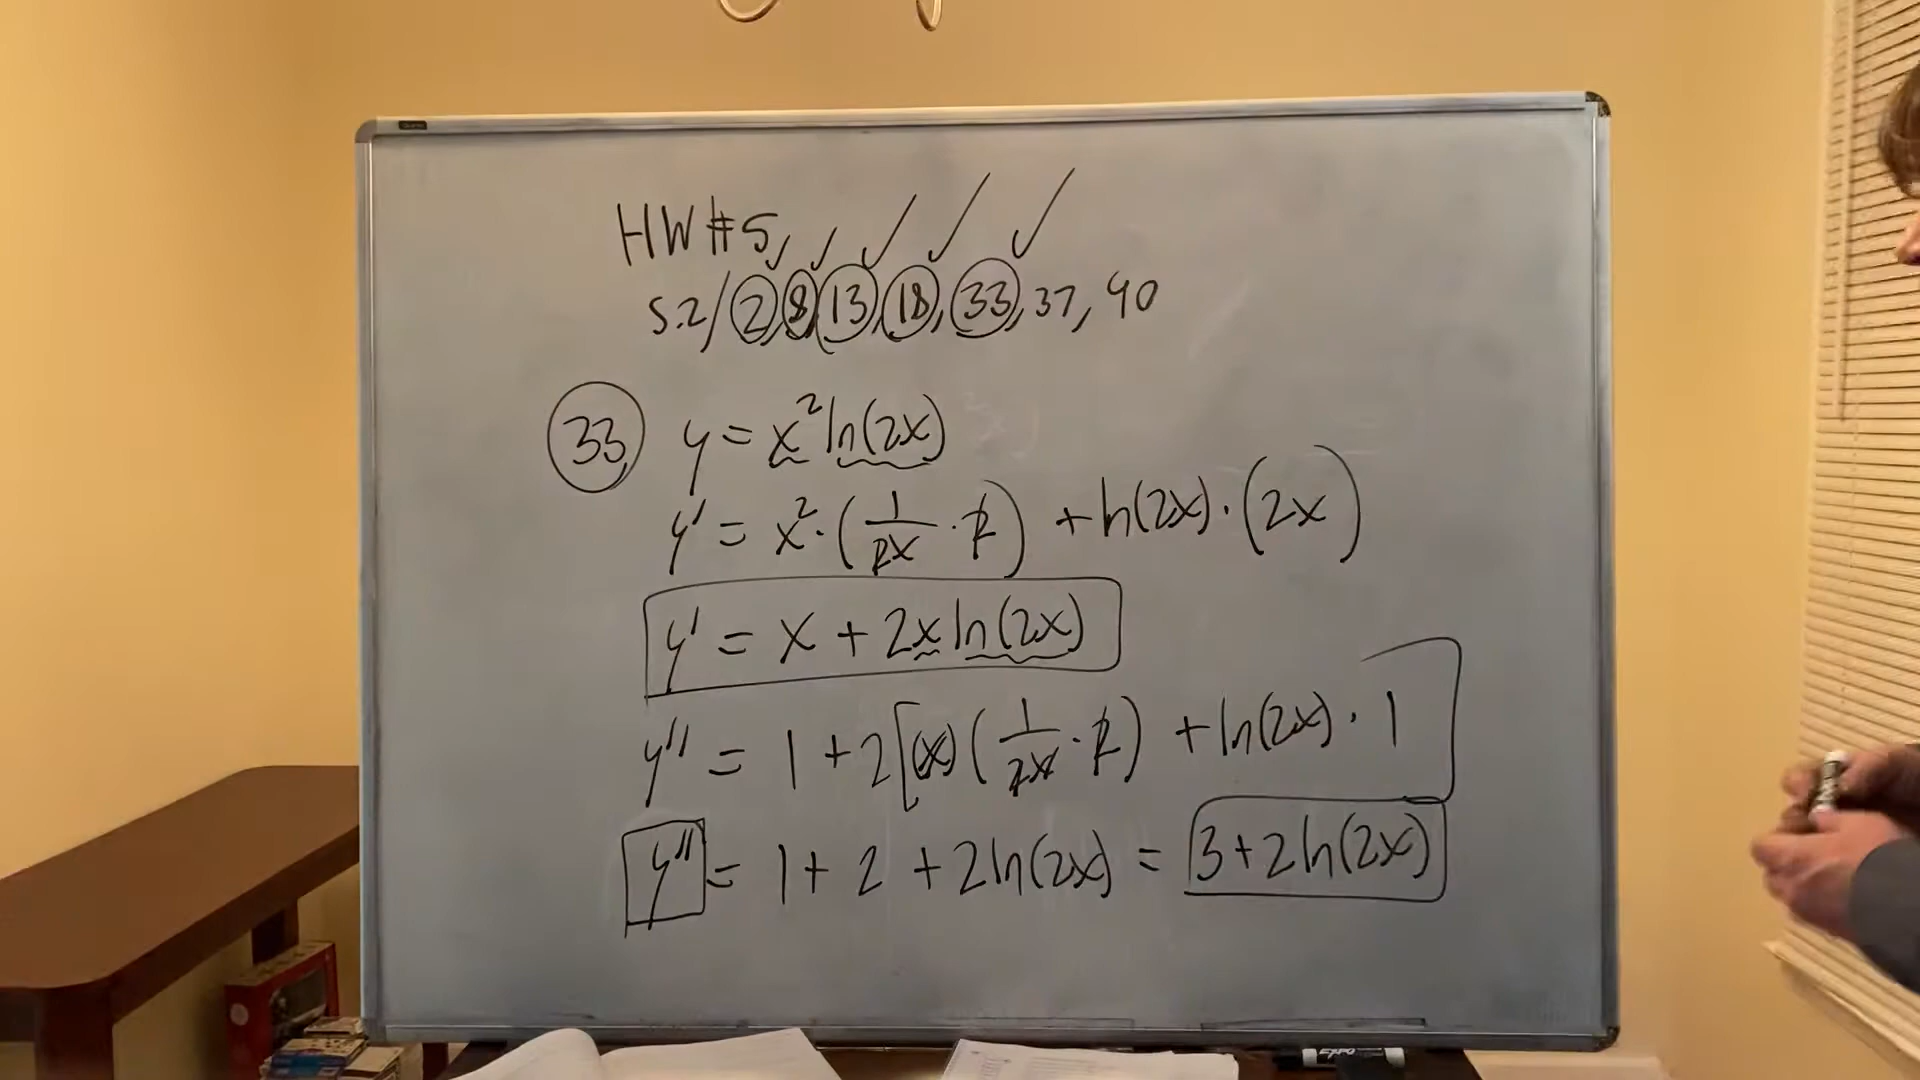 HW #5
5.2/ 2, 8, 13, 18, 33, 37, 40
33. y = x² ln(2x)
y' = x² · (1/2x · 2) + ln(2x) · (2x)
y' = x + 2x ln(2x)
y'' = 1 + 2[(x)(1/2x · 2) + ln(2x) · 1]
y'' = 1 + 2 + 2ln(2x) = 3 + 2ln(2x)
EXPO